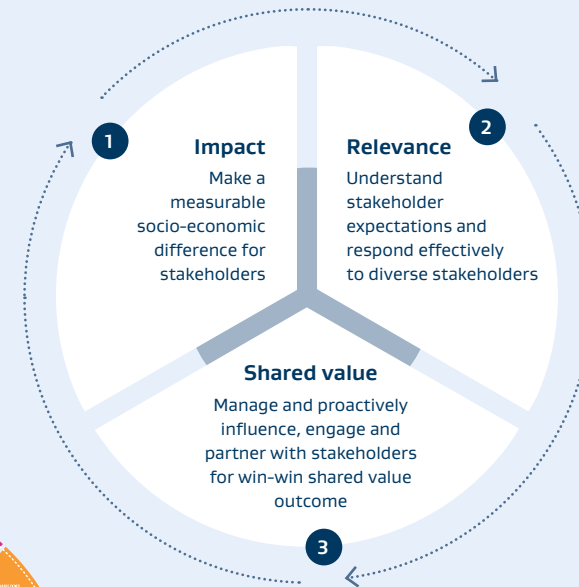 1
Impact
Make a
measurable
socio-economic
difference for
stakeholders
2
Relevance
Understand
stakeholder
expectations and
respond effectively
to diverse stakeholders
Shared value
Manage and proactively
influence, engage and
partner with stakeholders
for win-win shared value
outcome
3